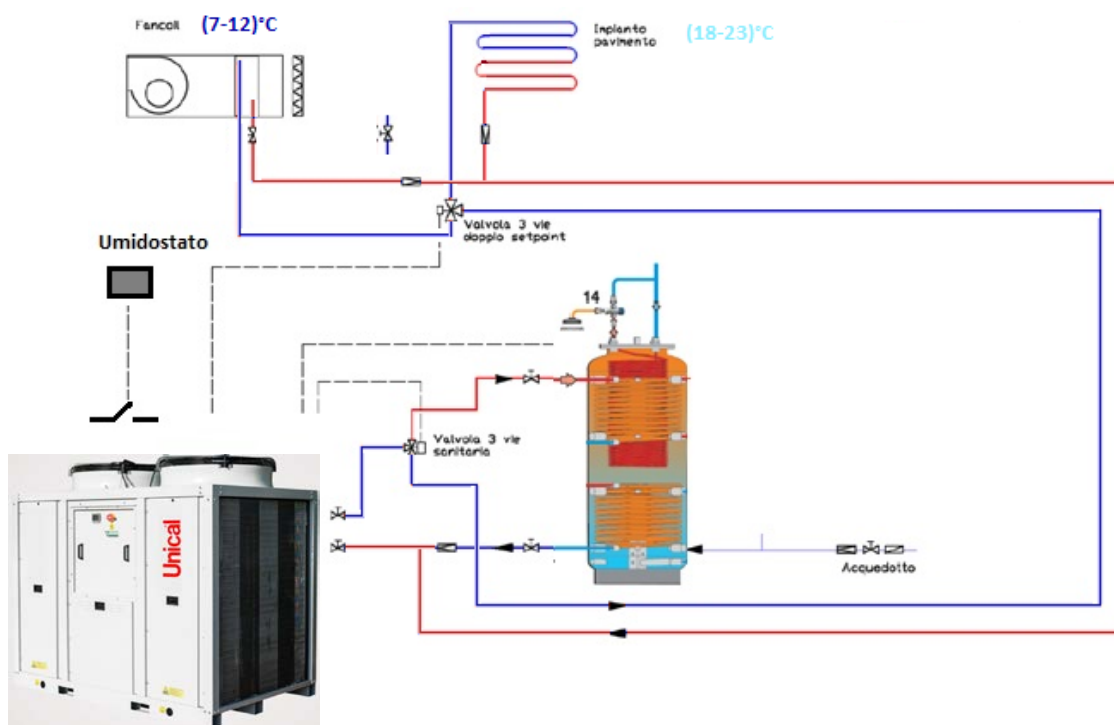 Fancoil (7-12)°C
Impianto
pavimento
(18-23)°C
Valvola 3 vie
doppio setpoint
Umidostato
14
Valvola 3 vie
sanitaria
Unical
Acquedotto